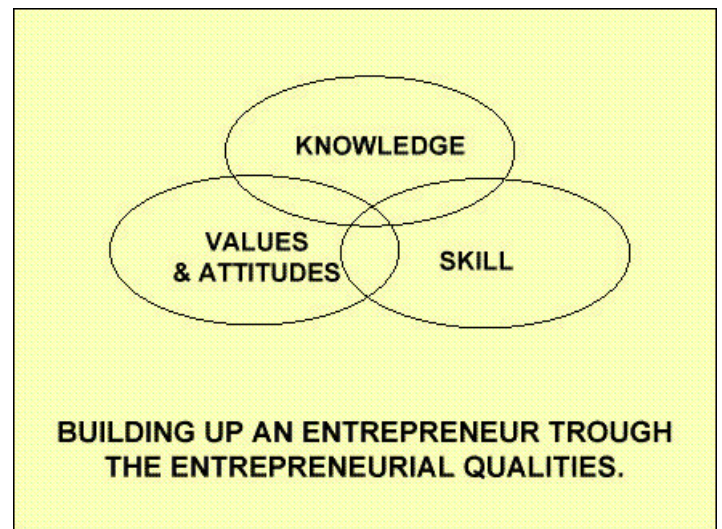 KNOWLEDGE
VALUES
& ATTITUDES
SKILL
BUILDING UP AN ENTREPRENEUR TROUGH
THE ENTREPRENEURIAL QUALITIES.